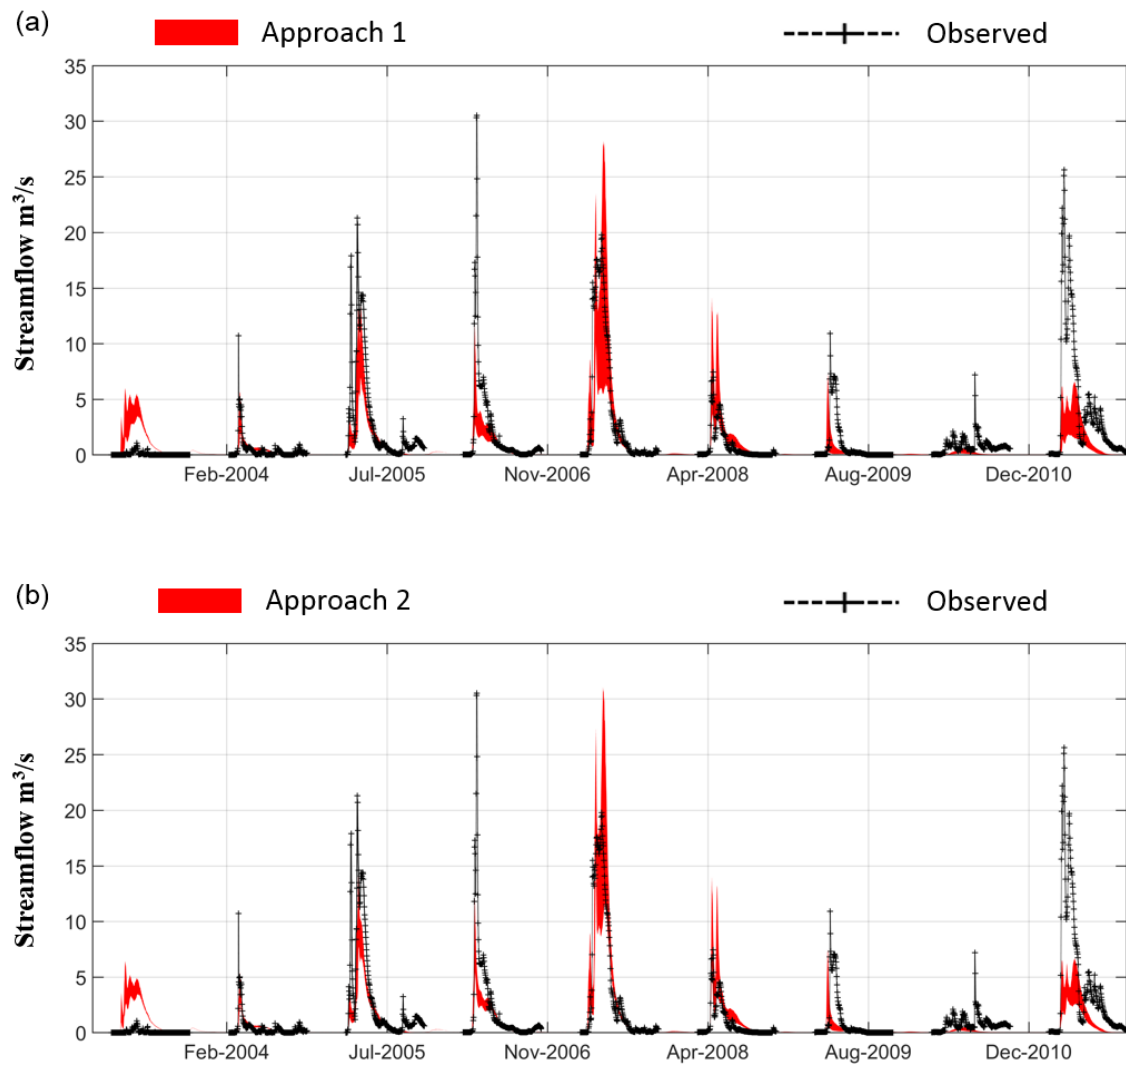 (a)
Approach 1
Observed
35
30
25
20
15
10
5
0
Streamflow m³/s
Feb-2004
Jul-2005
Nov-2006
Apr-2008
Aug-2009
Dec-2010
(b)
Approach 2
Observed
35
30
25
20
15
10
5
0
Streamflow m³/s
Feb-2004
Jul-2005
Nov-2006
Apr-2008
Aug-2009
Dec-2010